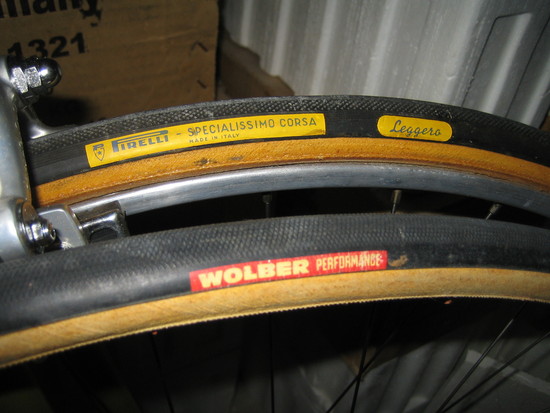 1321
PIRELLI - SPECIALISSIMO CORSA
MADE IN ITALY
Leggero
WOLBER PERFORMANCE